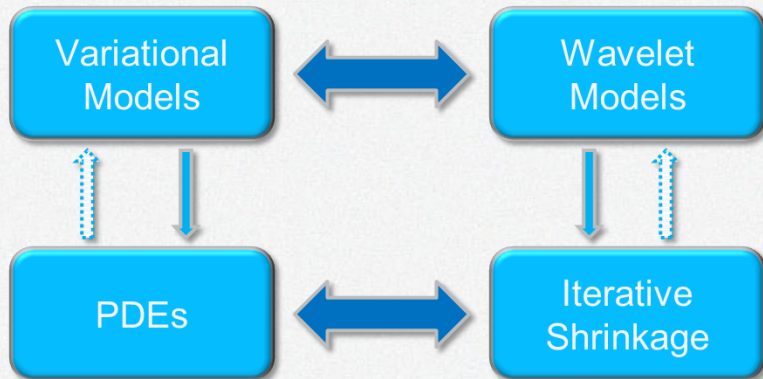 Variational
Models
Wavelet
Models
PDEs
Iterative
Shrinkage